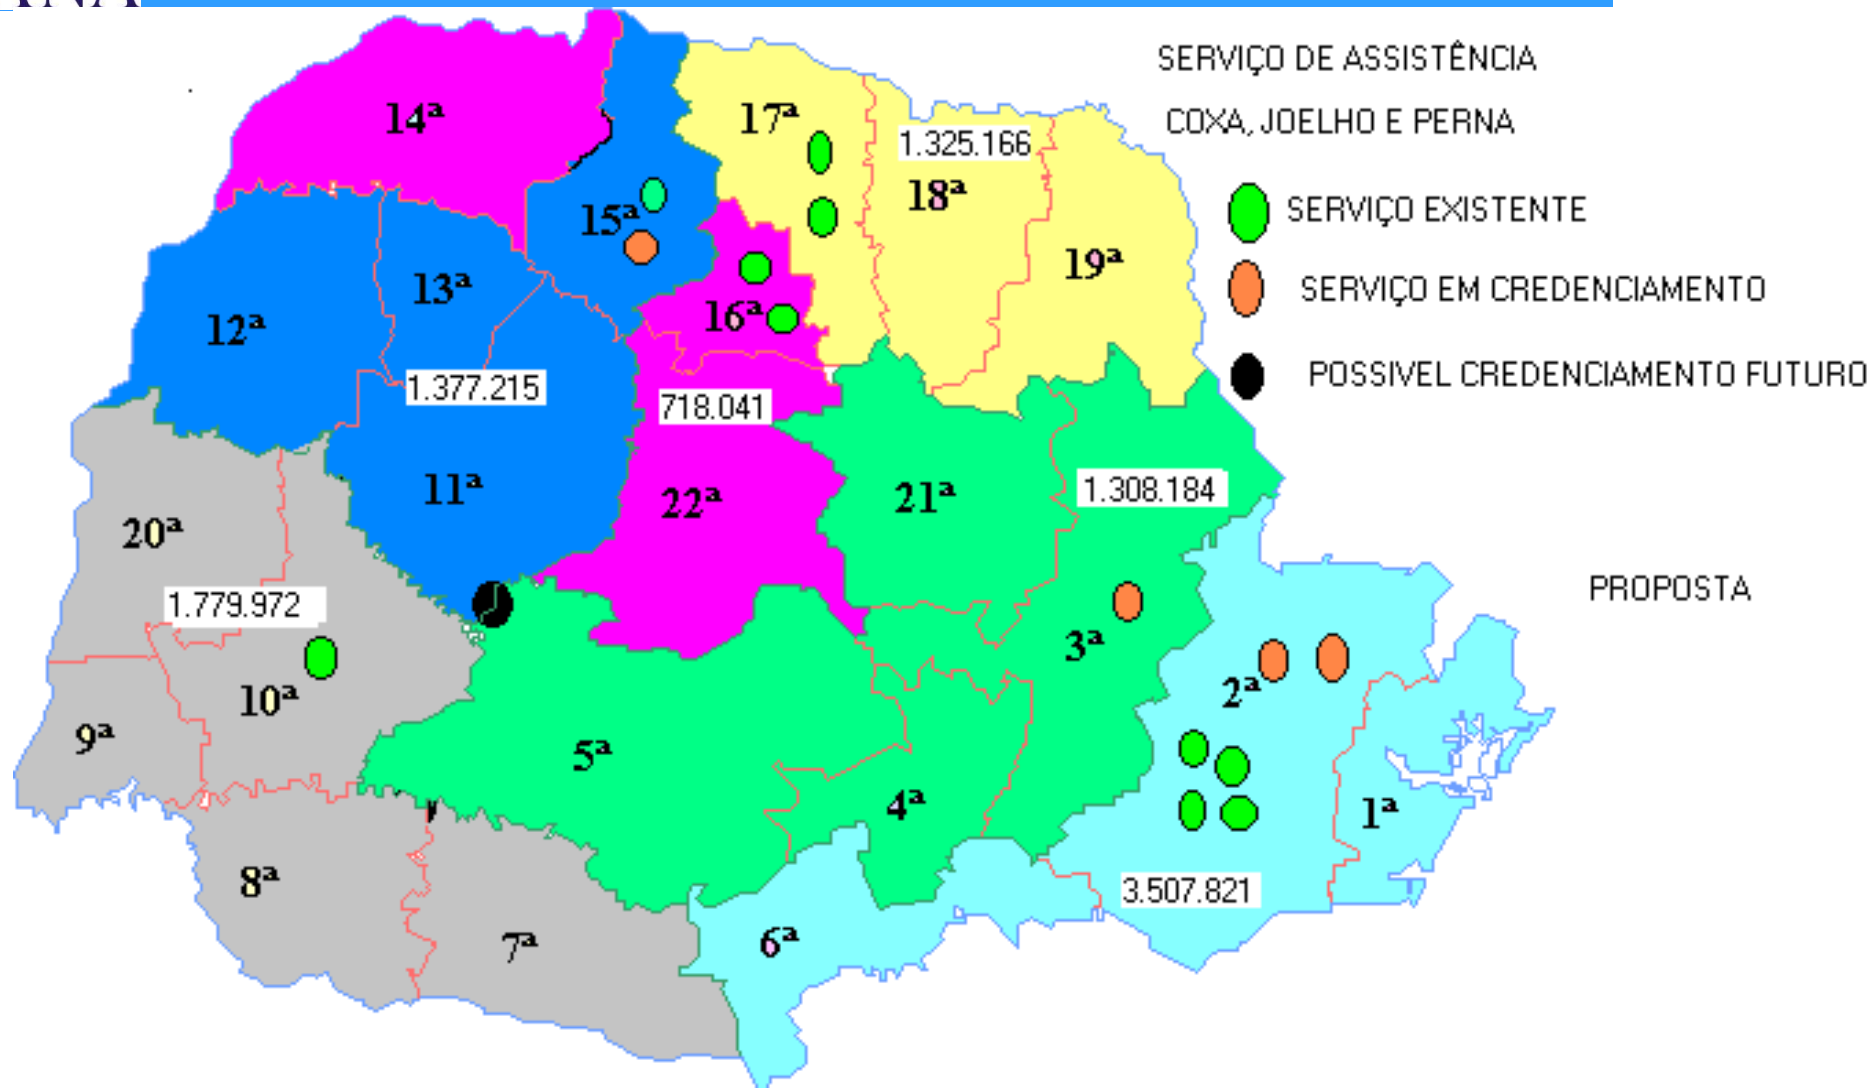 SERVIÇO DE ASSISTÊNCIA
COXA, JOELHO E PERNA
SERVIÇO EXISTENTE
SERVIÇO EM CREDENCIAMENTO
POSSIVEL CREDENCIAMENTO FUTURO
PROPOSTA
14ª
17ª
1.325.166
18ª
15ª
19ª
13ª
16ª
12ª
1.377.215
718.041
11ª
22ª
21ª
1.308.184
20ª
1.779.972
3ª
10ª
2ª
9ª
5ª
4ª
1ª
8ª
3.507.821
7ª
6ª